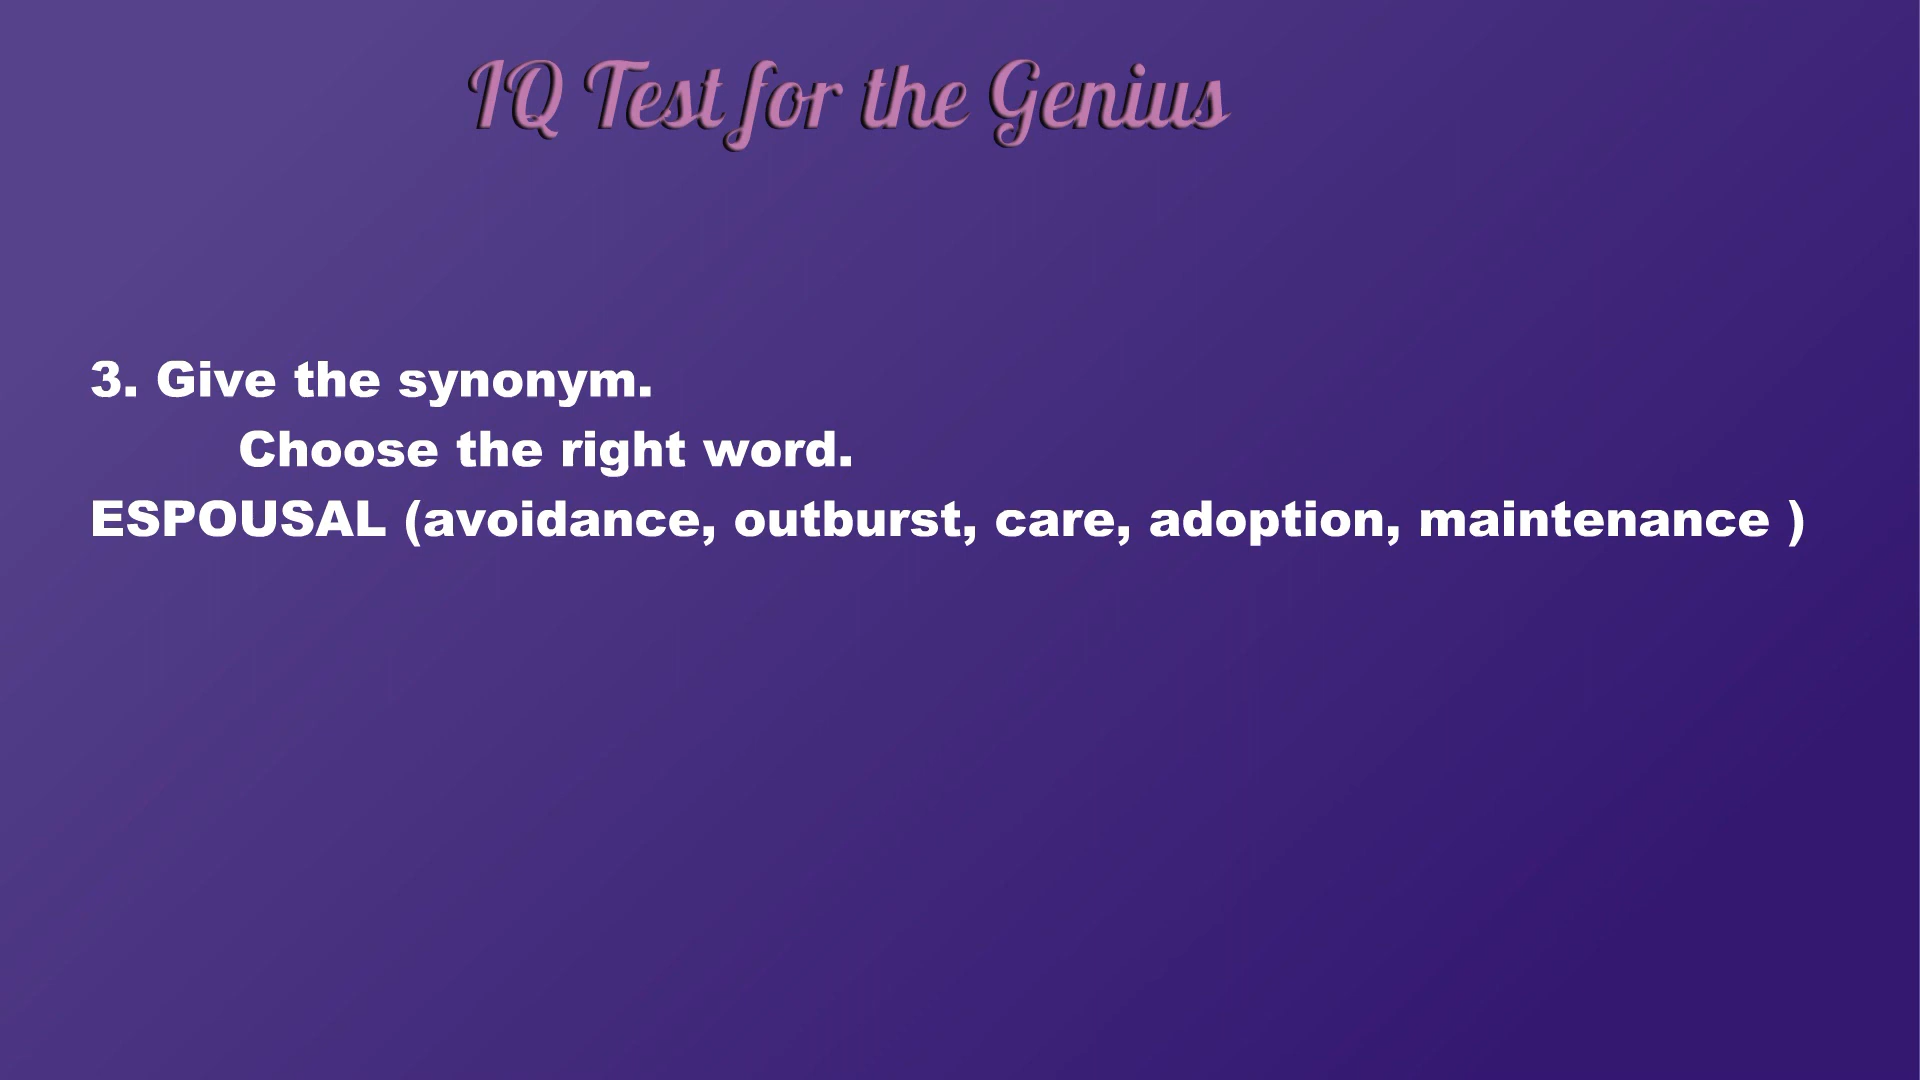 IQ Test for the Genius
3. Give the synonym.
Choose the right word.
ESPOUSAL (avoidance, outburst, care, adoption, maintenance )